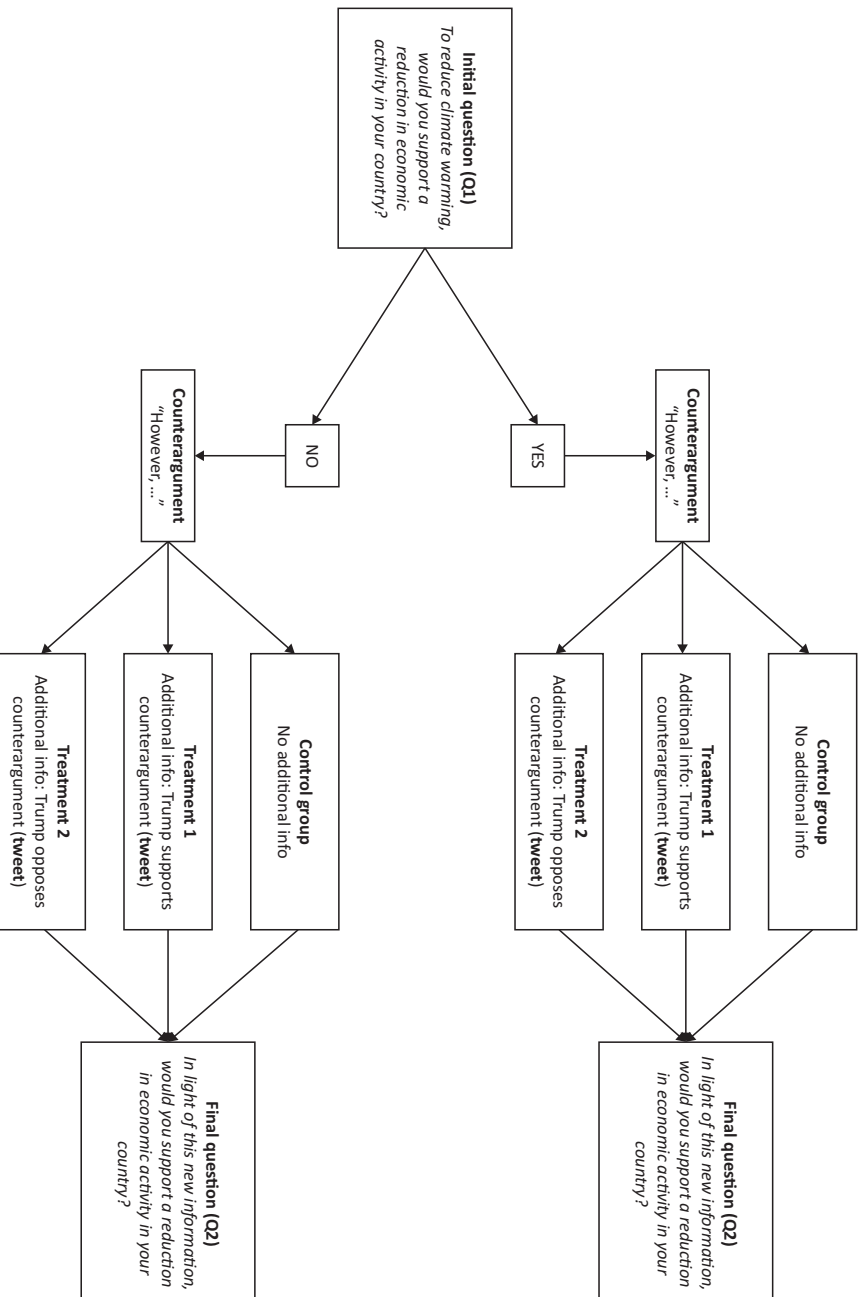 Initial question (Q1)
To reduce climate warming,
would you support a
reduction in economic
activity in your country?
YES
NO
Counterargument
“However, ...”
Counterargument
“However, ...”
Control group
No additional info
Treatment 1
Additional info: Trump supports
counterargument (tweet)
Treatment 2
Additional info: Trump opposes
counterargument (tweet)
Control group
No additional info
Treatment 1
Additional info: Trump supports
counterargument (tweet)
Treatment 2
Additional info: Trump opposes
counterargument (tweet)
Final question (Q2)
In light of this new information,
would you support a reduction
in economic activity in your
country?
Final question (Q2)
In light of this new information,
would you support a reduction
in economic activity in your
country?